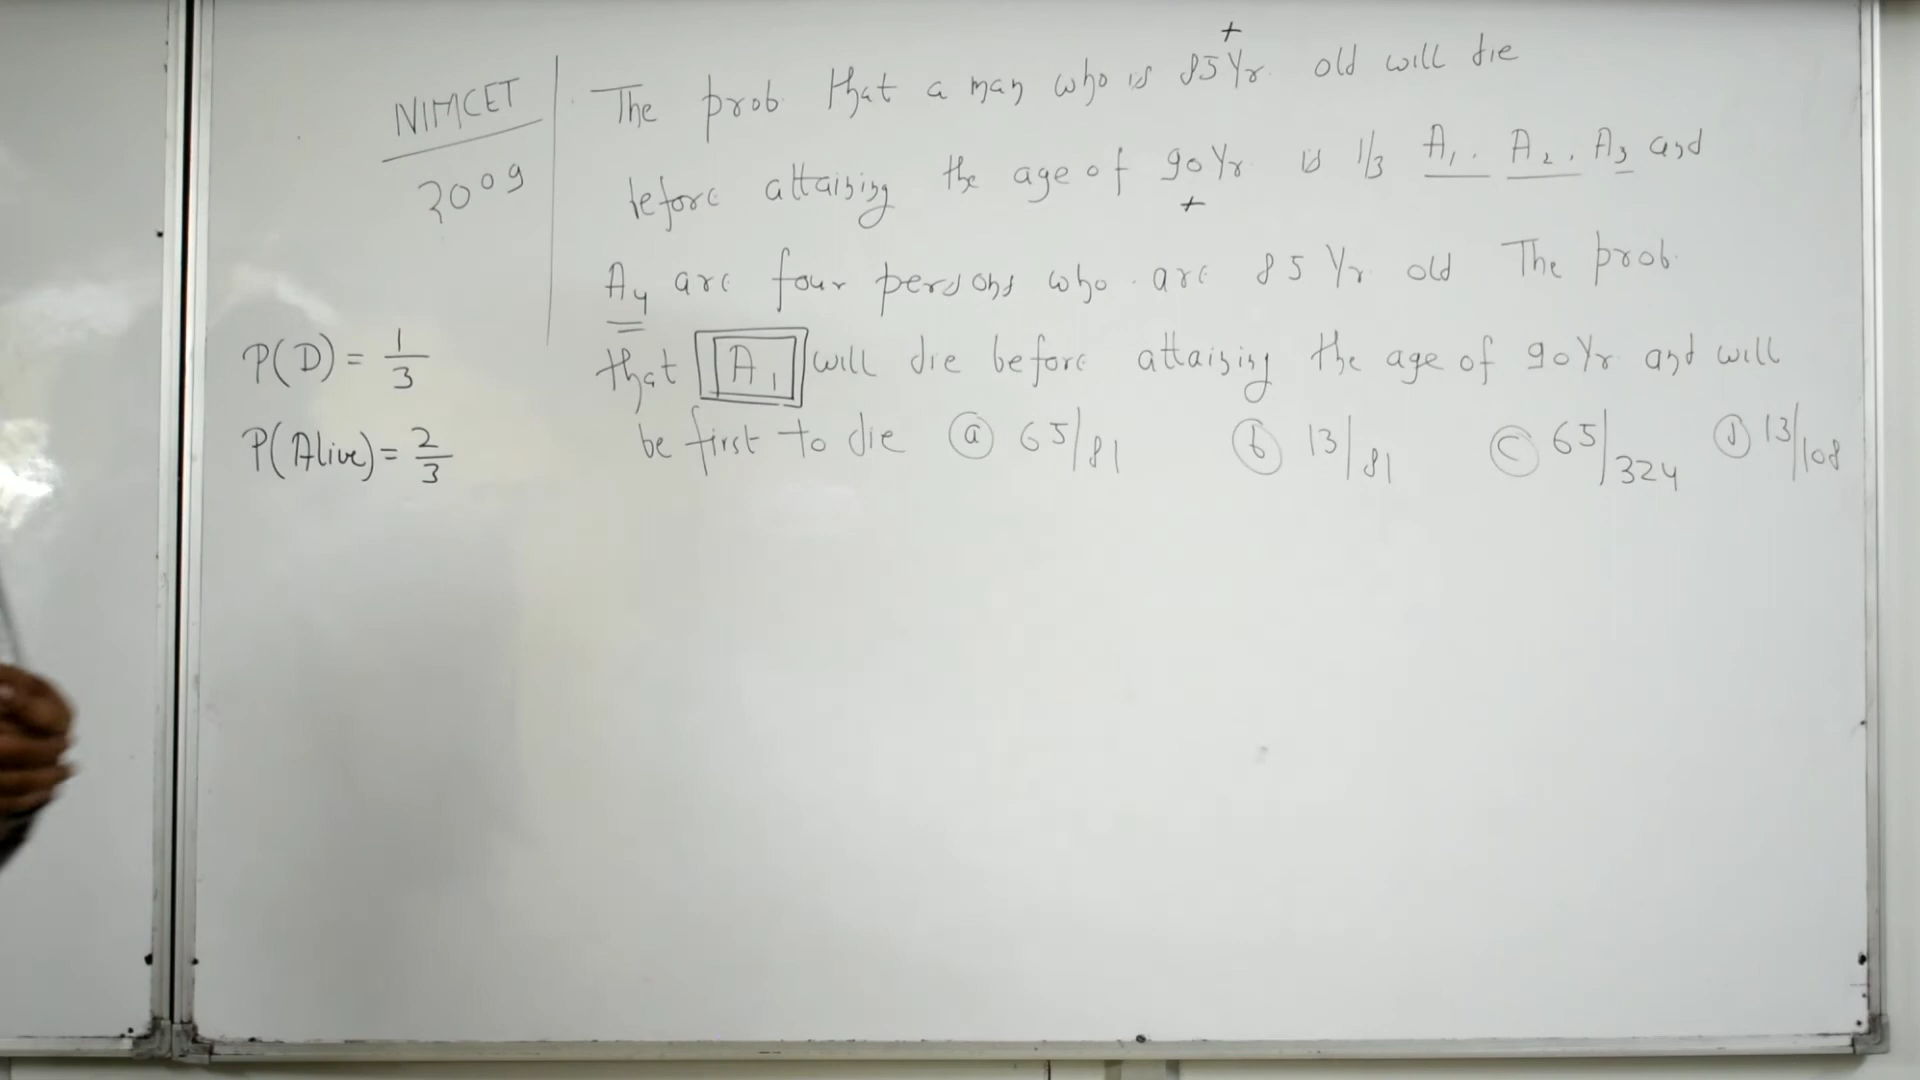 NIMCET
2009
The prob. that a man who is 85 Yr. old will die
before attaining the age of 90 Yr is 1/3 A₁. A₂, A₃ and
A₄ are four persons who are 85 Yr old The prob.
that A₁ will die before attaining the age of 90Yr and will
be first to die ⓐ 65/81 ⓑ 13/81 ⓒ 65/324 ⓓ 13/108
P(D) = 1/3
P(Alive) = 2/3